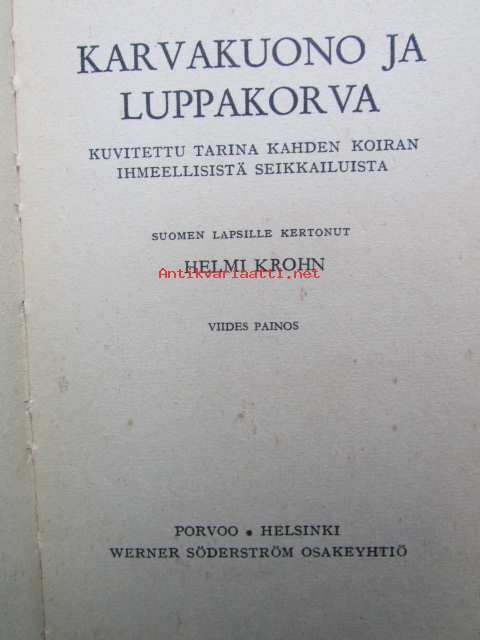 KARVAKUONO JA
LUPPAKORVA
KUVITETTU TARINA KAHDEN KOIRAN
IHMEELLISISTÄ SEIKKAILUISTA
SUOMEN LAPSILLE KERTONUT
HELMI KROHN
Antikvariaatti.net
VIIDES PAINOS
PORVOO • HELSINKI
WERNER SÖDERSTRÖM OSAKEYHTIÖ